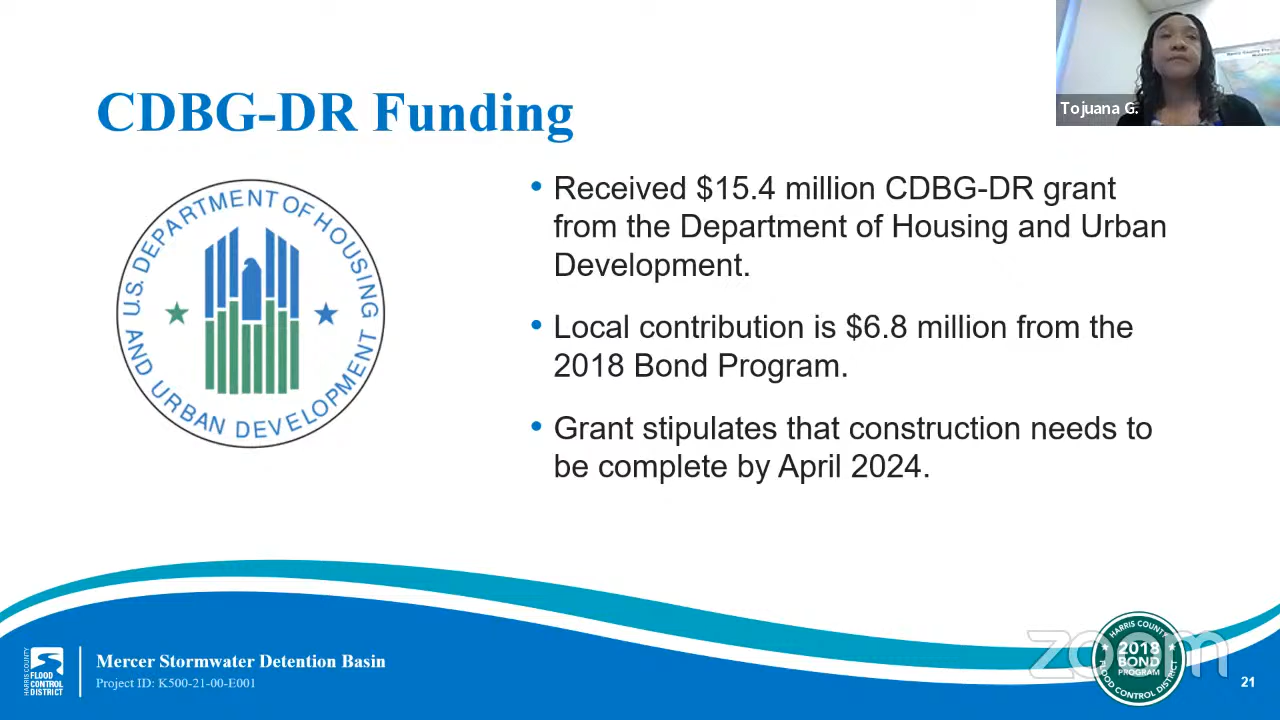 Tojuana G.
CDBG-DR Funding
U.S. DEPARTMENT OF HOUSING
AND URBAN DEVELOPMENT
• Received $15.4 million CDBG-DR grant
from the Department of Housing and Urban
Development.
• Local contribution is $6.8 million from the
2018 Bond Program.
• Grant stipulates that construction needs to
be complete by April 2024.
HARRIS COUNTY
FLOOD
CONTROL
DISTRICT
Mercer Stormwater Detention Basin
Project ID: K500-21-00-E001
zoom
HARRIS COUNTY
2018
BOND
PROGRAM
FLOOD CONTROL DISTRICT
21